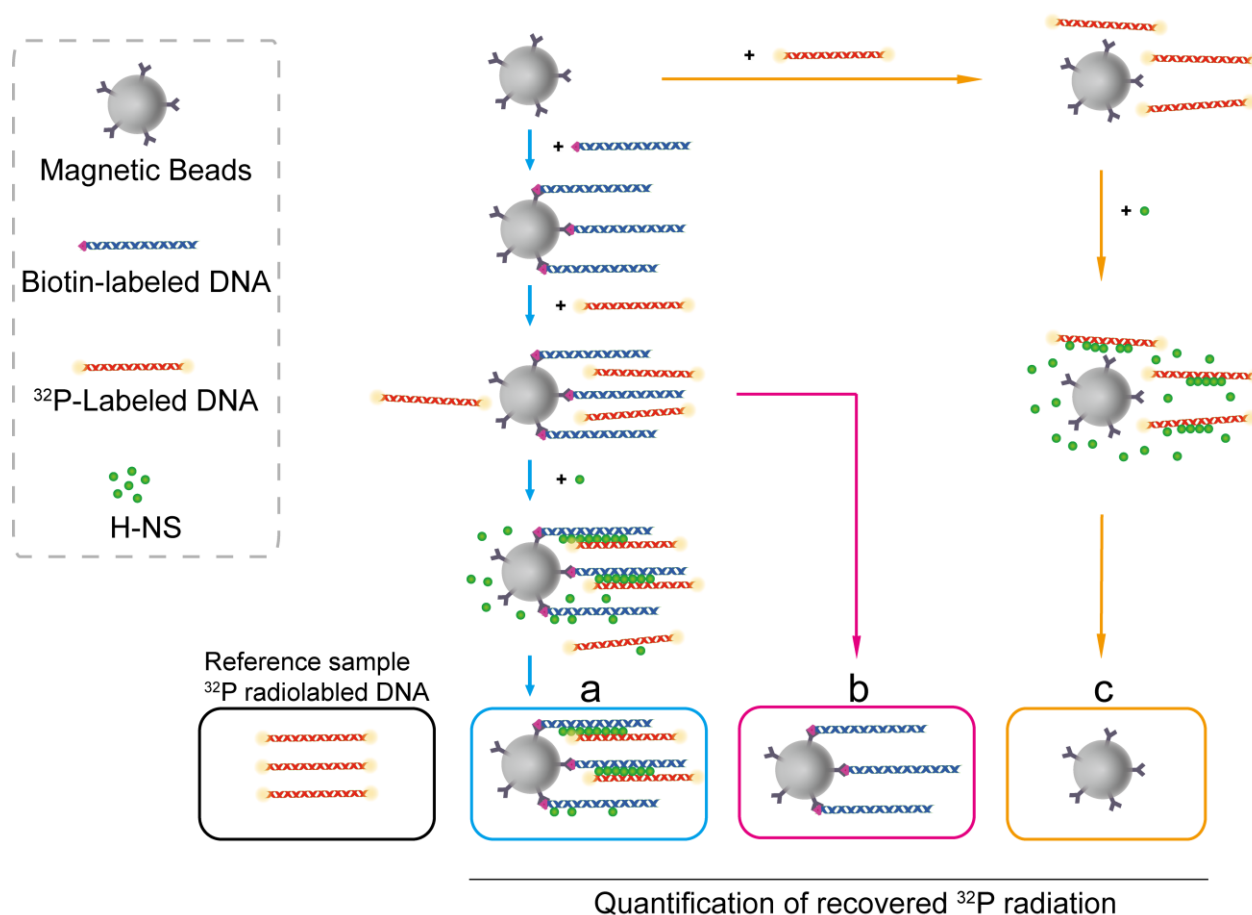 Magnetic Beads
Biotin-labeled DNA
³²P-Labeled DNA
H-NS
+
+
+
+
+
Reference sample
³²P radiolabled DNA
a
b
c
Quantification of recovered ³²P radiation